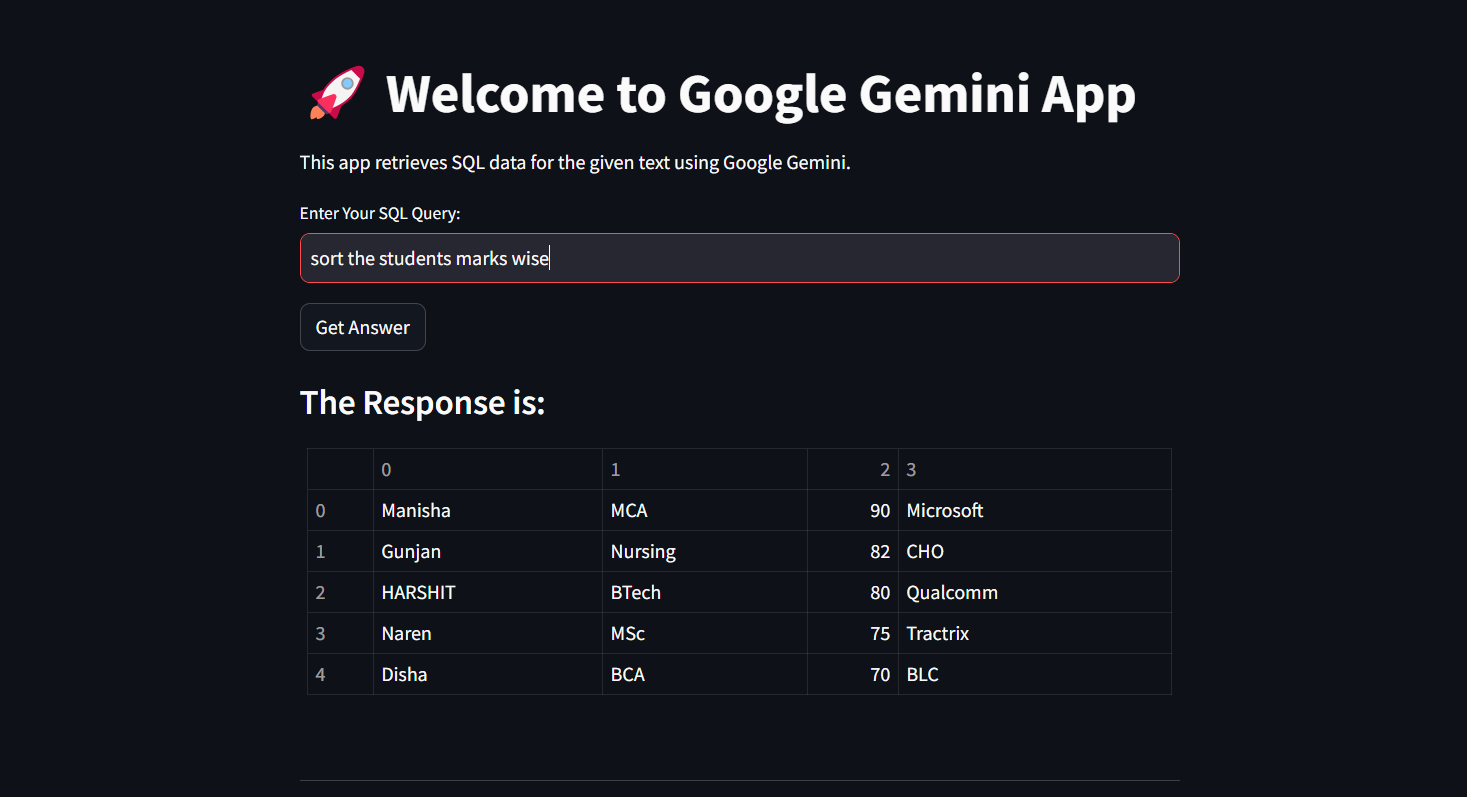 🚀 Welcome to Google Gemini App
This app retrieves SQL data for the given text using Google Gemini.
Enter Your SQL Query:
sort the students marks wise
Get Answer
The Response is:
0 1 2 3
0 Manisha MCA 90 Microsoft
1 Gunjan Nursing 82 CHO
2 HARSHIT BTech 80 Qualcomm
3 Naren MSc 75 Tractrix
4 Disha BCA 70 BLC